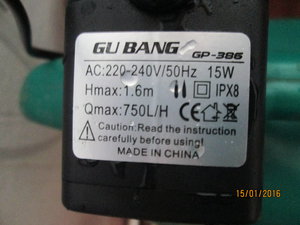 GU BANG GP-386
AC:220-240V/50Hz 15W
Hmax: 1.6m IPX8
Qmax:750L/H CE
Caution:Read the instruction
carefully before using!
MADE IN CHINA
15/01/2016